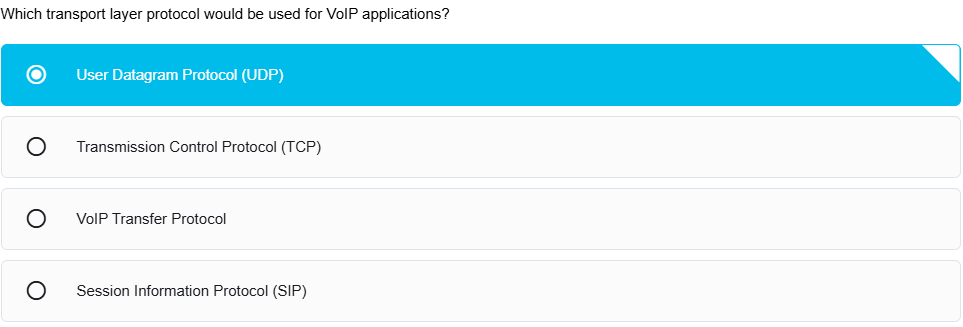 Which transport layer protocol would be used for VoIP applications?
User Datagram Protocol (UDP)
Transmission Control Protocol (TCP)
VoIP Transfer Protocol
Session Information Protocol (SIP)